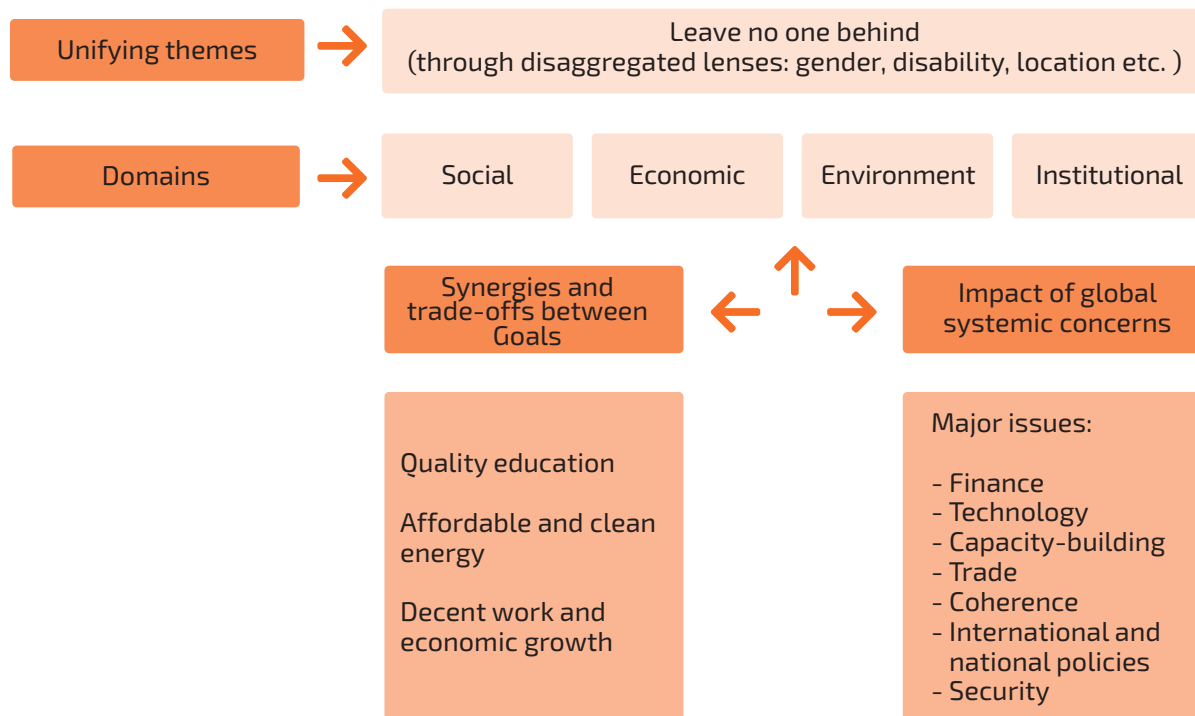 Unifying themes
Leave no one behind
(through disaggregated lenses: gender, disability, location etc. )
Domains
Social
Economic
Environment
Institutional
Synergies and
trade-offs between
Goals
Impact of global
systemic concerns
Quality education
Affordable and clean
energy
Decent work and
economic growth
Major issues:
- Finance
- Technology
- Capacity-building
- Trade
- Coherence
- International and
national policies
- Security